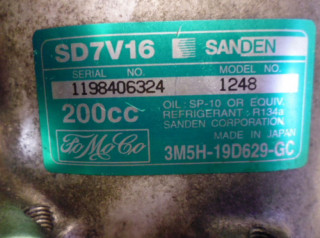 SD7V16 SANDEN
SERIAL NO. MODEL NO.
1198406324 1248
200cc
OIL : SP-10 OR EQUIV.
REFRIGERANT : R134a
SANDEN CORPORATION
MADE IN JAPAN
FoMoCo
3M5H-19D629-GC